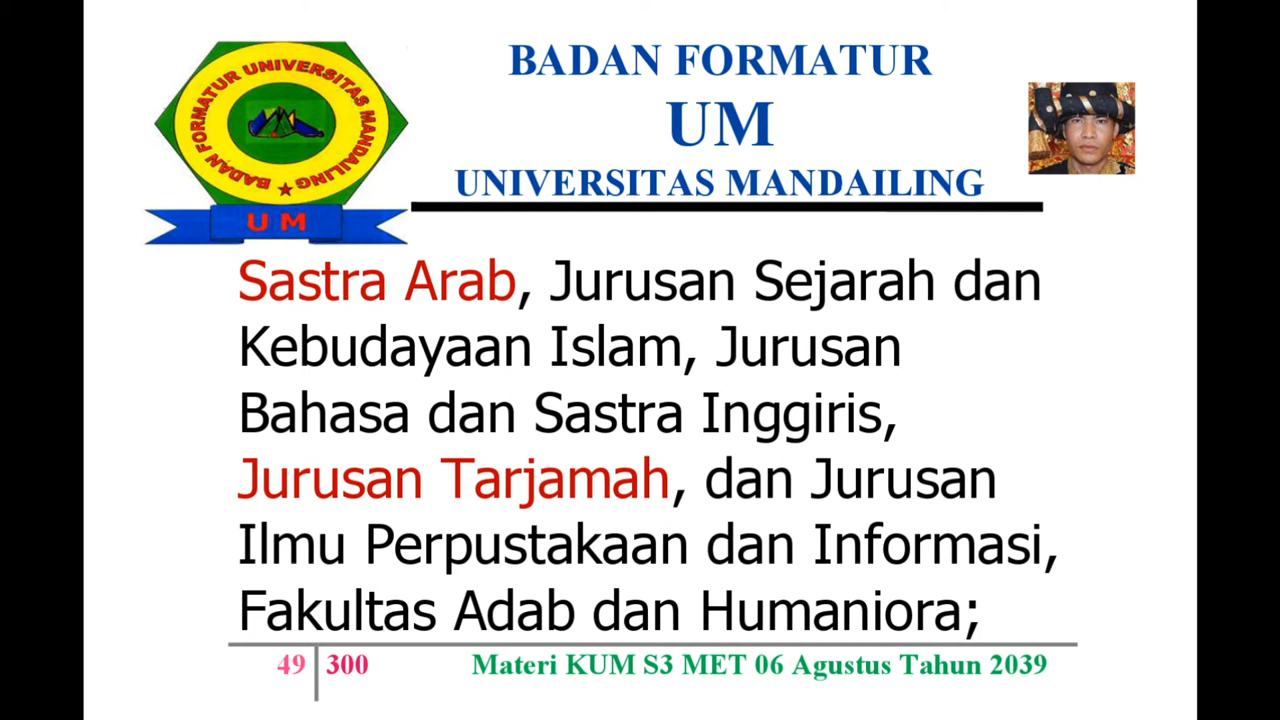 BADAN FORMATUR UNIVERSITAS MANDAILING
UM
BADAN FORMATUR
UM
UNIVERSITAS MANDAILING
Sastra Arab, Jurusan Sejarah dan
Kebudayaan Islam, Jurusan
Bahasa dan Sastra Inggiris,
Jurusan Tarjamah, dan Jurusan
Ilmu Perpustakaan dan Informasi,
Fakultas Adab dan Humaniora;
49 300 Materi KUM S3 MET 06 Agustus Tahun 2039